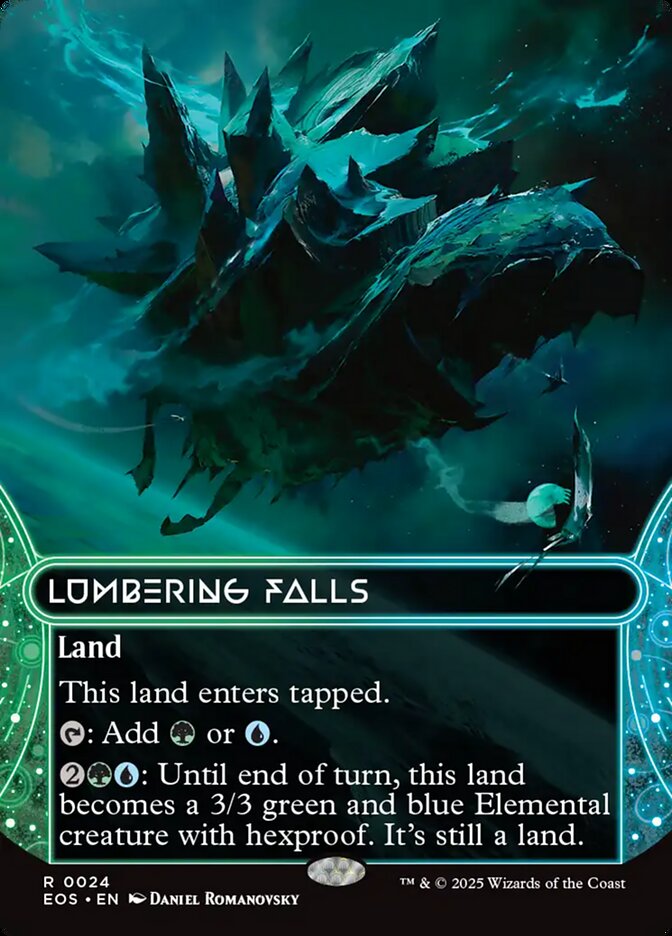 LUMBERING FALLS
Land
This land enters tapped.
: Add or .
2: Until end of turn, this land
becomes a 3/3 green and blue Elemental
creature with hexproof. It's still a land.
R 0024
EOS • EN DANIEL ROMANOVSKY
™ & © 2025 Wizards of the Coast